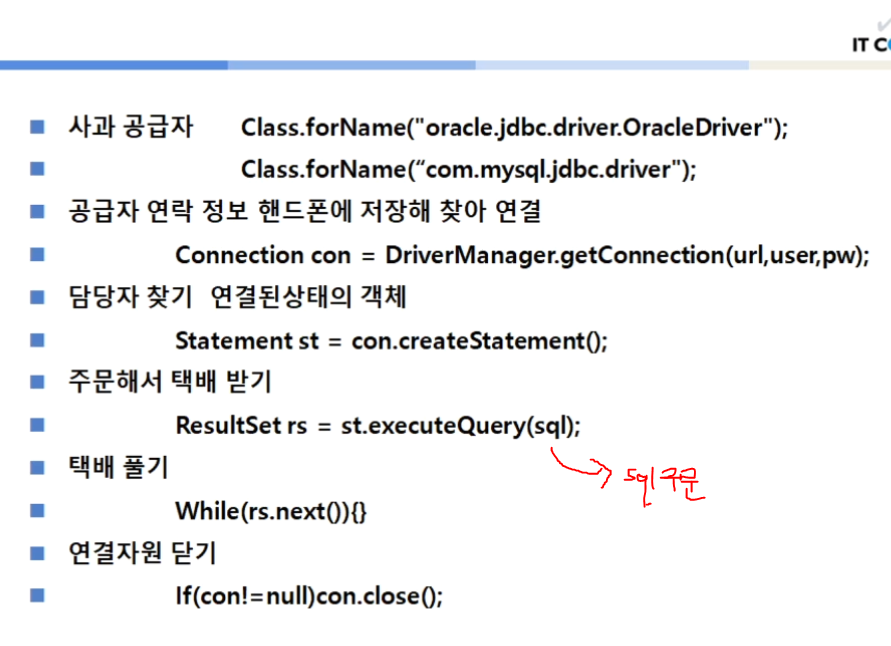 IT C
사과 공급자 Class.forName("oracle.jdbc.driver.OracleDriver");
Class.forName(“com.mysql.jdbc.driver");
공급자 연락 정보 핸드폰에 저장해 찾아 연결
Connection con = DriverManager.getConnection(url,user,pw);
담당자 찾기 연결된상태의 객체
Statement st = con.createStatement();
주문해서 택배 받기
ResultSet rs = st.executeQuery(sql);
sql 구문
택배 풀기
While(rs.next()){}
연결자원 닫기
If(con!=null)con.close();